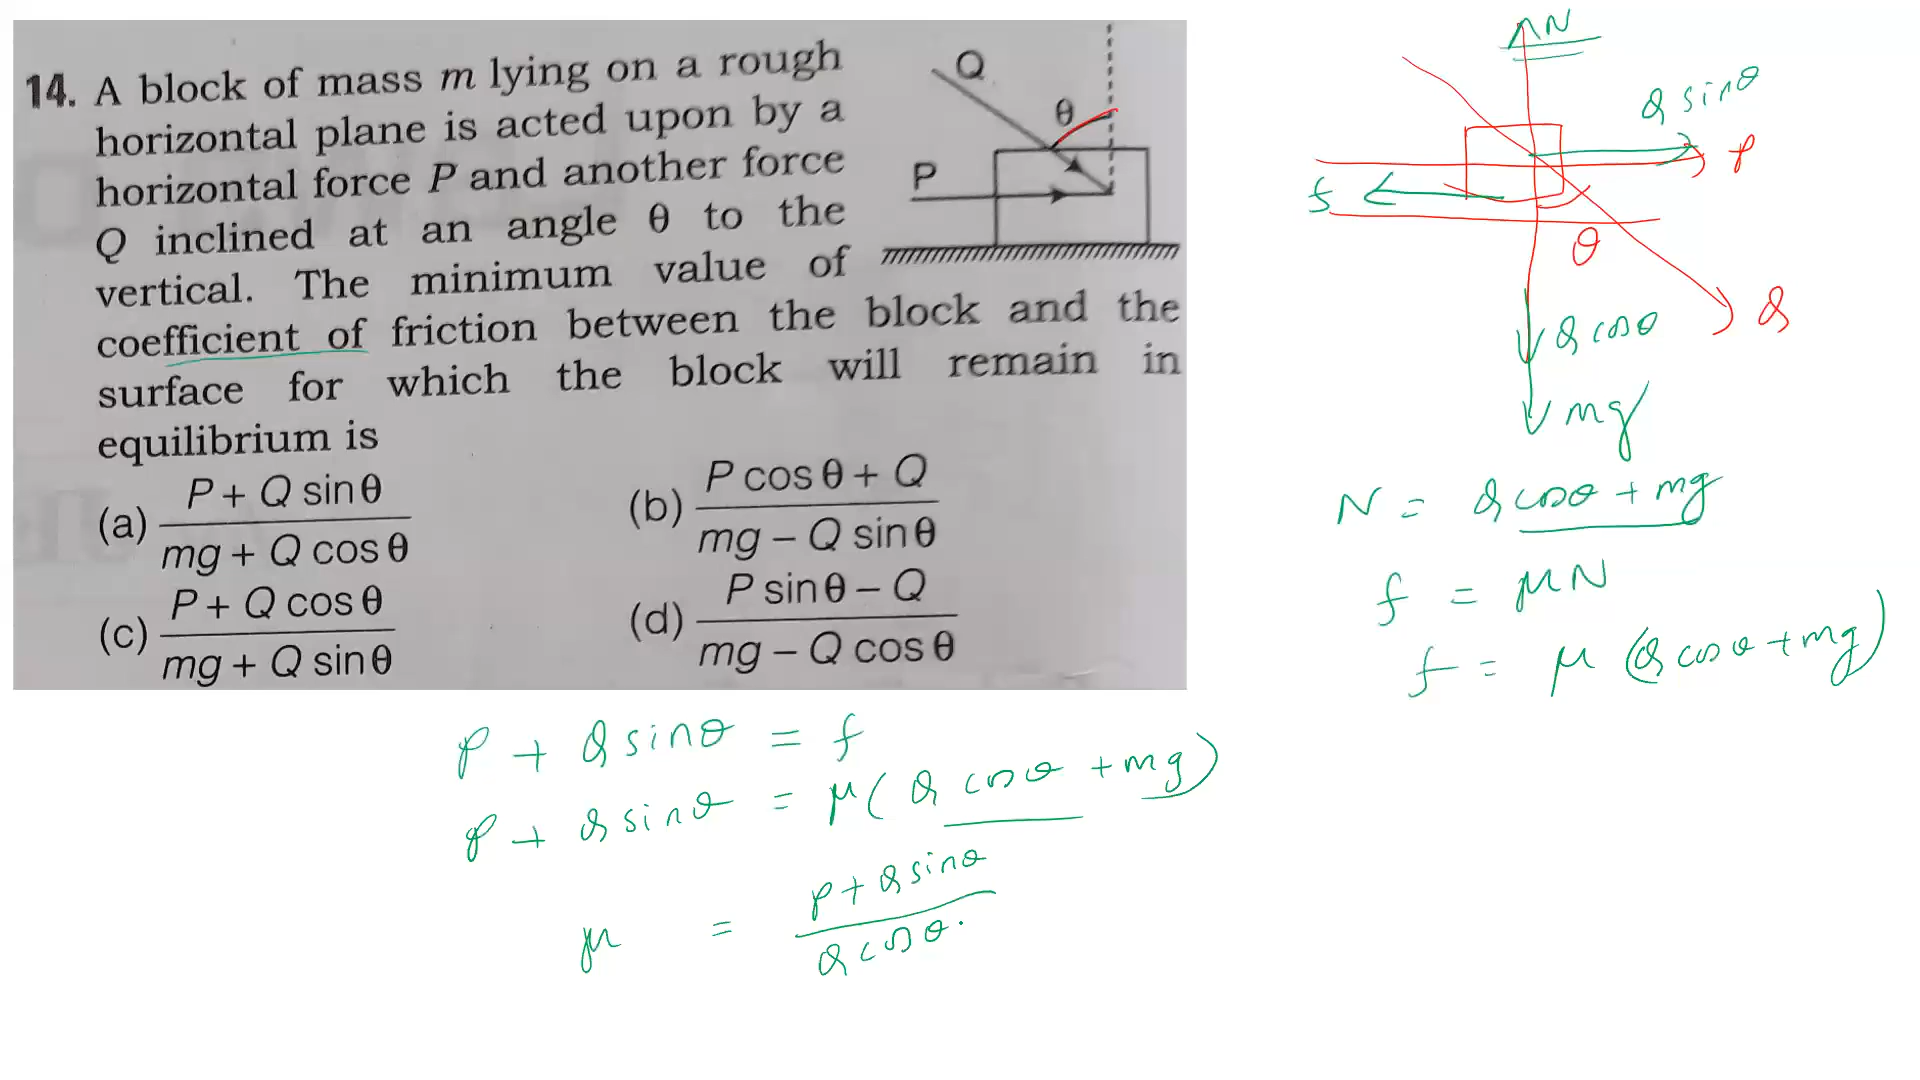 14. A block of mass m lying on a rough
horizontal plane is acted upon by a
horizontal force P and another force
Q inclined at an angle θ to the
vertical. The minimum value of
coefficient of friction between the block and the
surface for which the block will remain in
equilibrium is
(a) P + Q sinθ / mg + Q cosθ
(b) P cosθ + Q / mg – Q sinθ
(c) P + Q cosθ / mg + Q sinθ
(d) P sinθ – Q / mg – Q cosθ
Q
θ
P
N
Q sinθ
P
f
θ
Q cosθ
Q
mg
N = Q cosθ + mg
f = μN
f = μ (Q cosθ + mg)
P + Q sinθ = f
P + Q sinθ = μ( Q cosθ + mg)
μ = P + Q sinθ / Q cosθ.